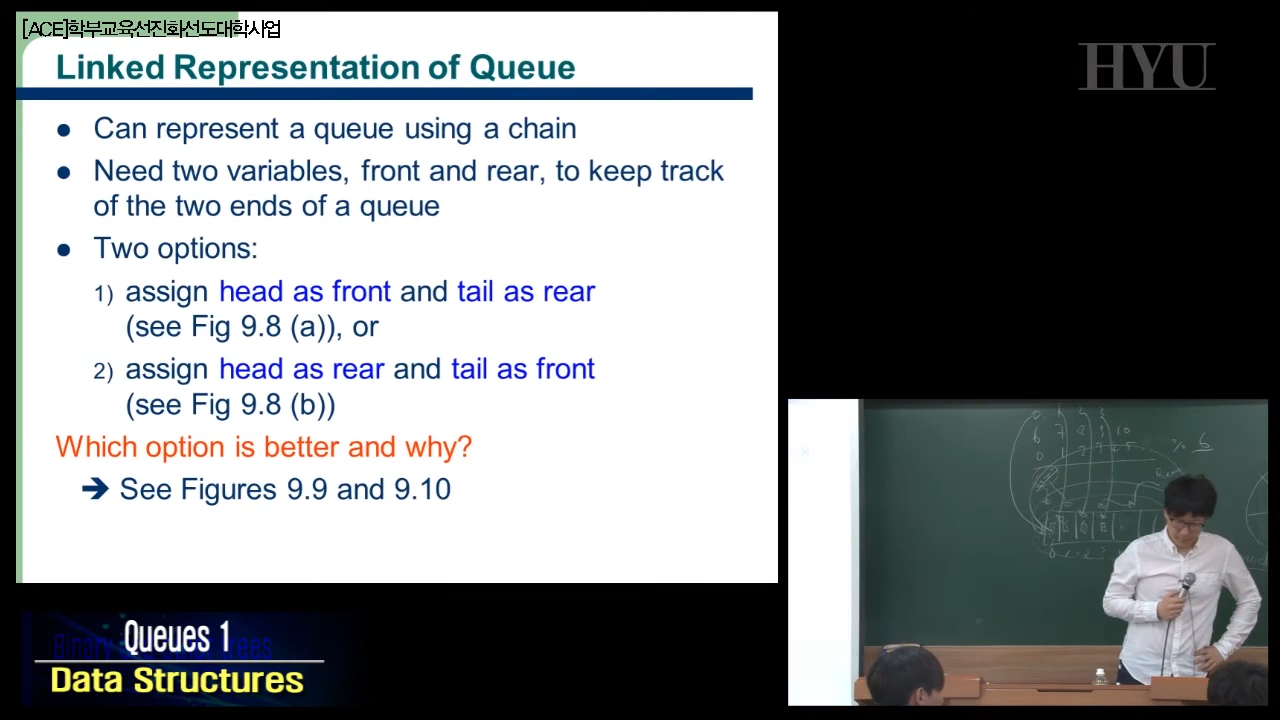 [ACE]학부교육선진화선도대학사업
HYU
Linked Representation of Queue
● Can represent a queue using a chain
● Need two variables, front and rear, to keep track
of the two ends of a queue
● Two options:
1) assign head as front and tail as rear
(see Fig 9.8 (a)), or
2) assign head as rear and tail as front
(see Fig 9.8 (b))
Which option is better and why?
➔ See Figures 9.9 and 9.10
Queues 1
Data Structures